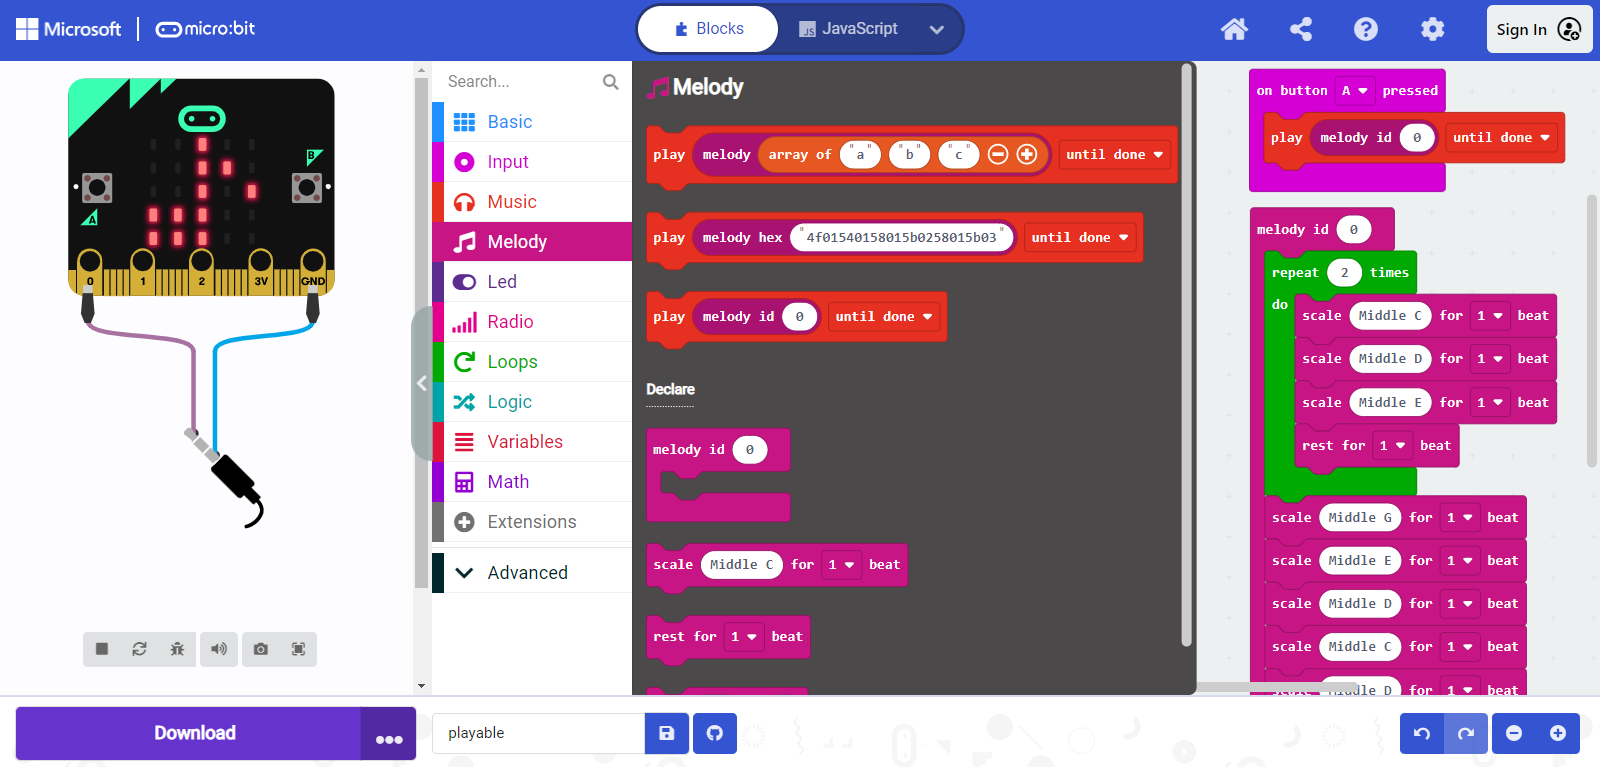 Microsoft
micro:bit
Blocks
JavaScript
Sign In
B
A
0 1 2 3V GND
Search...
Basic
Input
Music
Melody
Led
Radio
Loops
Logic
Variables
Math
Extensions
Advanced
Melody
play melody array of "a" "b" "c" until done
play melody hex "4f01540158015b0258015b03" until done
play melody id 0 until done
Declare
melody id 0
scale Middle C for 1 beat
rest for 1 beat
on button A pressed
play melody id 0 until done
melody id 0
repeat 2 times
do
scale Middle C for 1 beat
scale Middle D for 1 beat
scale Middle E for 1 beat
rest for 1 beat
scale Middle G for 1 beat
scale Middle E for 1 beat
scale Middle D for 1 beat
scale Middle C for 1 beat
scale Middle D for 1 beat
Download
playable